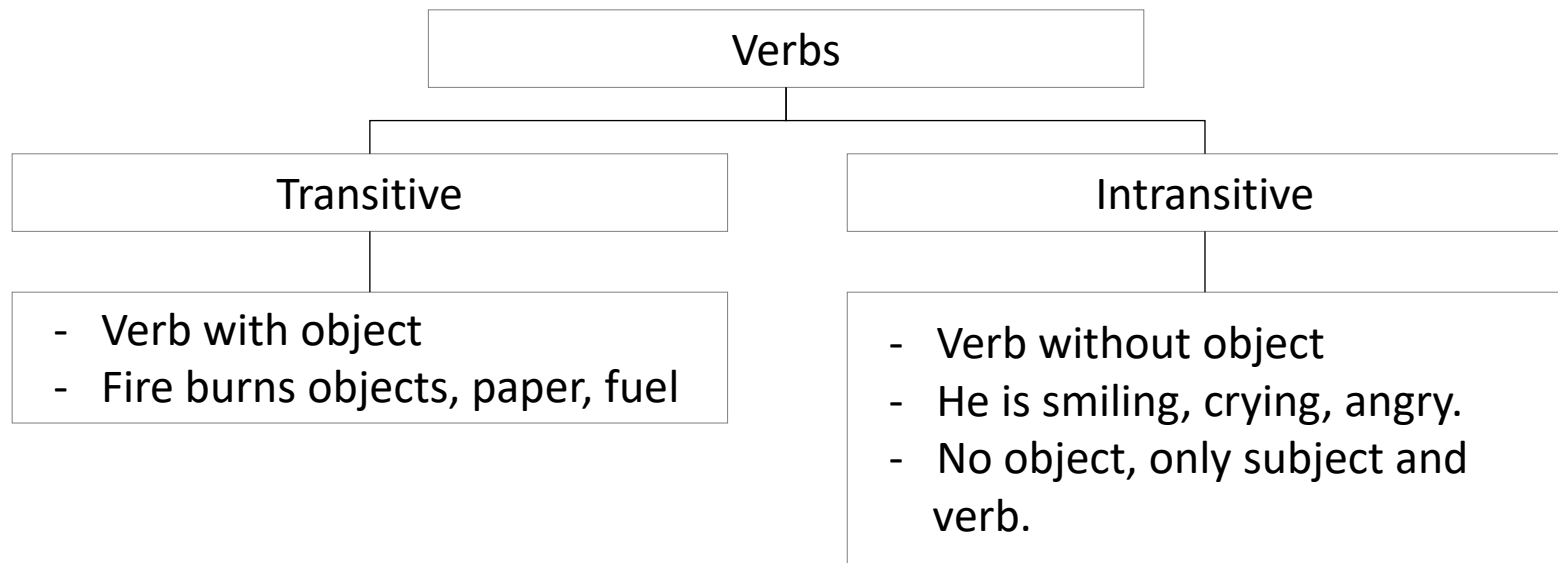 Verbs
Transitive
Intransitive
- Verb with object
- Fire burns objects, paper, fuel
- Verb without object
- He is smiling, crying, angry.
- No object, only subject and
verb.